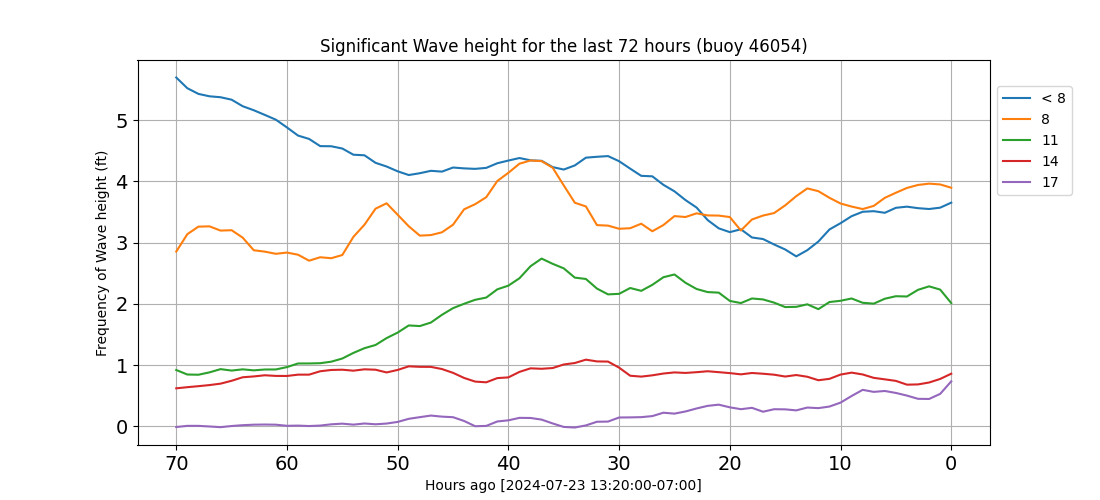 Significant Wave height for the last 72 hours (buoy 46054)
Frequency of Wave height (ft)
5
4
3
2
1
0
70 60 50 40 30 20 10 0
Hours ago [2024-07-23 13:20:00-07:00]
< 8
8
11
14
17